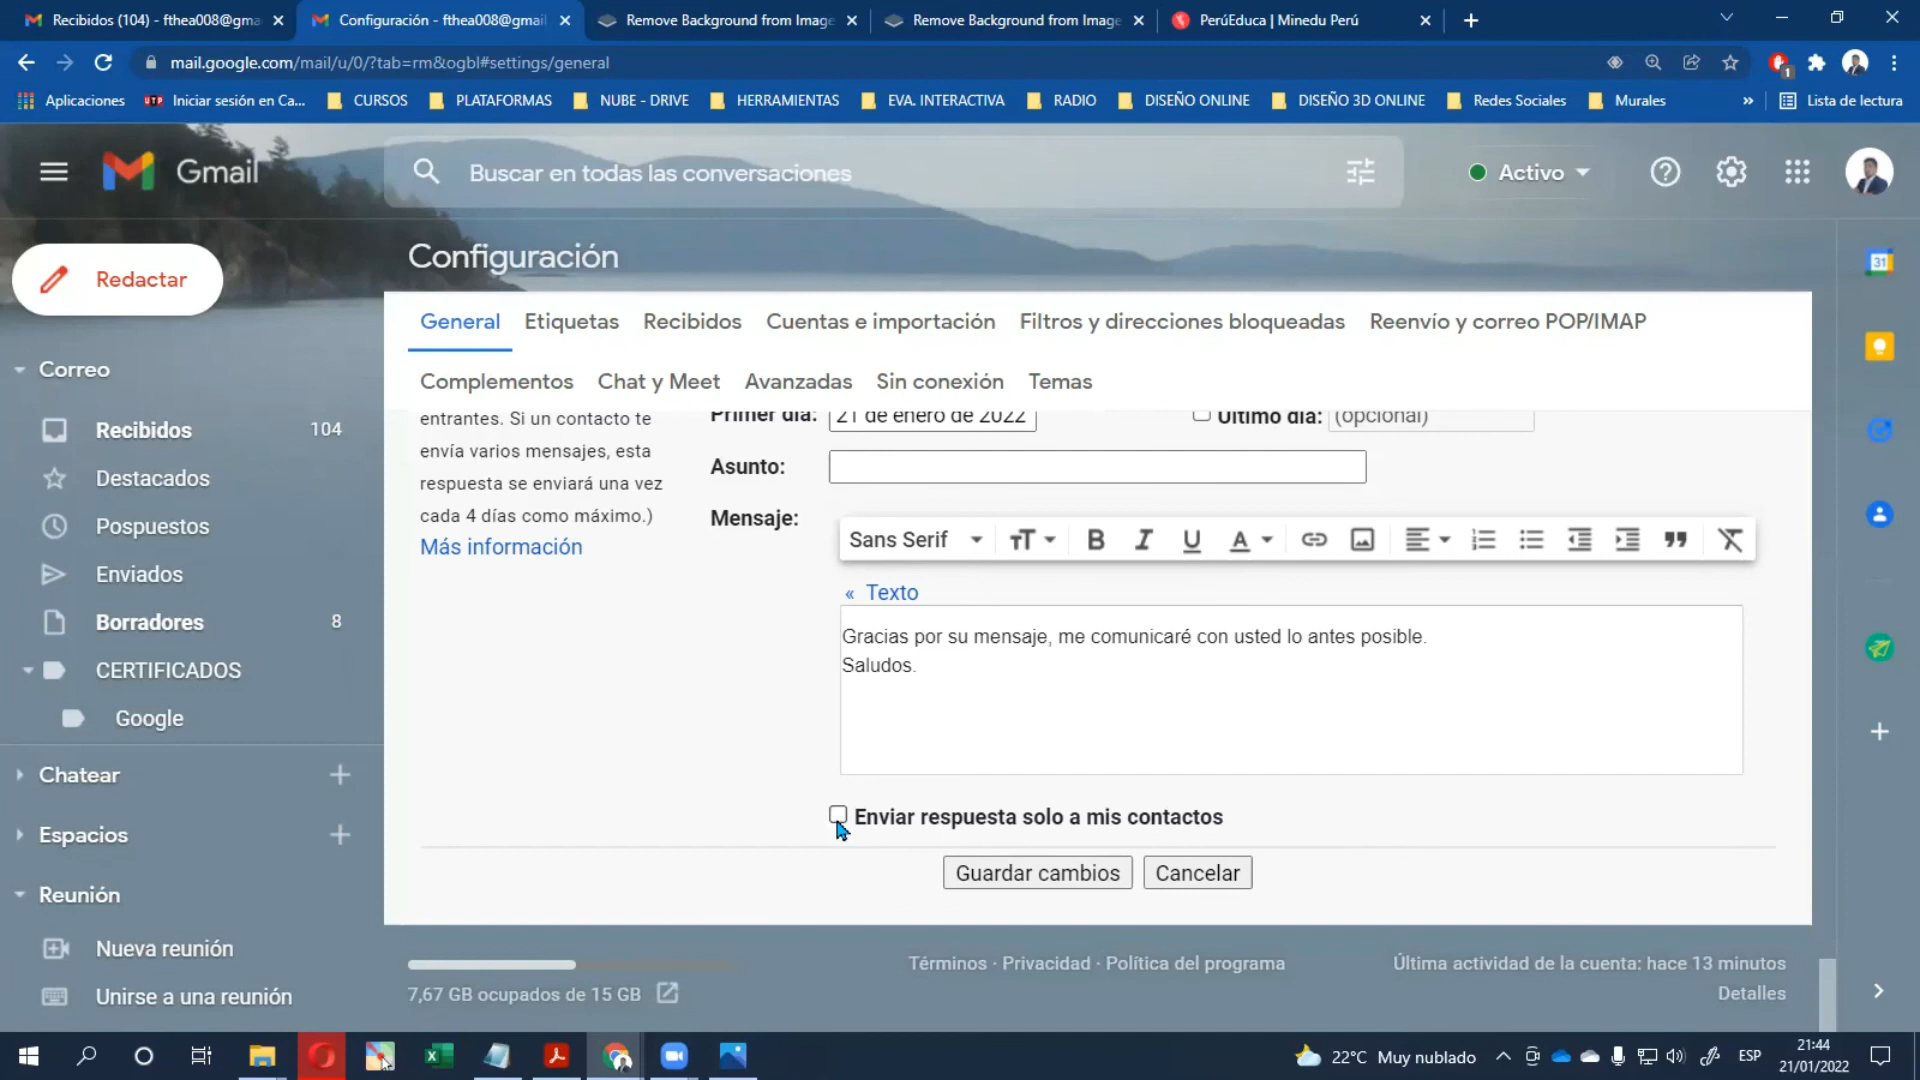 Recibidos (104) - fthea008@gma
Configuración - fthea008@gmail
Remove Background from Image
Remove Background from Image
PerúEduca | Minedu Perú
mail.google.com/mail/u/0/?tab=rm&ogbl#settings/general
1
Aplicaciones
UTP Iniciar sesión en Ca...
CURSOS
PLATAFORMAS
NUBE - DRIVE
HERRAMIENTAS
EVA. INTERACTIVA
RADIO
DISEÑO ONLINE
DISEÑO 3D ONLINE
Redes Sociales
Murales
»
Lista de lectura
Gmail
Buscar en todas las conversaciones
Activo
Configuración
Redactar
General
Etiquetas
Recibidos
Cuentas e importación
Filtros y direcciones bloqueadas
Reenvío y correo POP/IMAP
Complementos
Chat y Meet
Avanzadas
Sin conexión
Temas
31
Correo
Recibidos 104
Destacados
Pospuestos
Enviados
Borradores 8
CERTIFICADOS
Google
Chatear
Espacios
Reunión
Nueva reunión
Unirse a una reunión
entrantes. Si un contacto te
envía varios mensajes, esta
respuesta se enviará una vez
cada 4 días como máximo.)
Más información
Primer día: 21 de enero de 2022
Último día: (opcional)
Asunto:
Mensaje:
Sans Serif
« Texto
Gracias por su mensaje, me comunicaré con usted lo antes posible.
Saludos.
Enviar respuesta solo a mis contactos
Guardar cambios
Cancelar
7,67 GB ocupados de 15 GB
Términos · Privacidad · Política del programa
Última actividad de la cuenta: hace 13 minutos
Detalles
22°C Muy nublado
ESP
21:44
21/01/2022